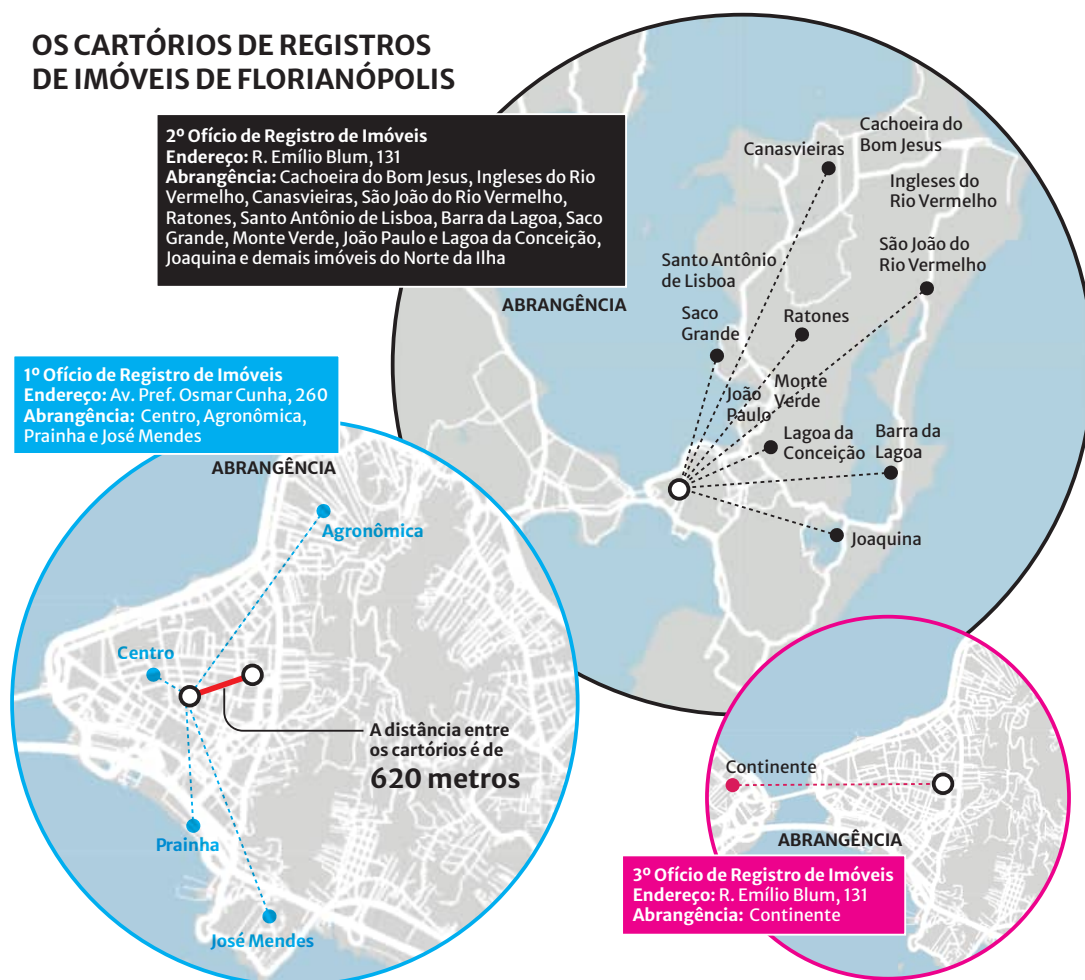 OS CARTÓRIOS DE REGISTROS
DE IMÓVEIS DE FLORIANÓPOLIS
2º Ofício de Registro de Imóveis
Endereço: R. Emílio Blum, 131
Abrangência: Cachoeira do Bom Jesus, Ingleses do Rio
Vermelho, Canasvieiras, São João do Rio Vermelho,
Ratones, Santo Antônio de Lisboa, Barra da Lagoa, Saco
Grande, Monte Verde, João Paulo e Lagoa da Conceição,
Joaquina e demais imóveis do Norte da Ilha
ABRANGÊNCIA
Canasvieiras
Cachoeira do
Bom Jesus
Ingleses do
Rio Vermelho
São João do
Rio Vermelho
Santo Antônio
de Lisboa
Saco
Grande
Ratones
Monte
Verde
João
Paulo
Lagoa da
Conceição
Barra da
Lagoa
Joaquina
1º Ofício de Registro de Imóveis
Endereço: Av. Pref. Osmar Cunha, 260
Abrangência: Centro, Agronômica,
Prainha e José Mendes
ABRANGÊNCIA
Agronômica
Centro
A distância entre
os cartórios é de
620 metros
Prainha
José Mendes
Continente
ABRANGÊNCIA
3º Ofício de Registro de Imóveis
Endereço: R. Emílio Blum, 131
Abrangência: Continente